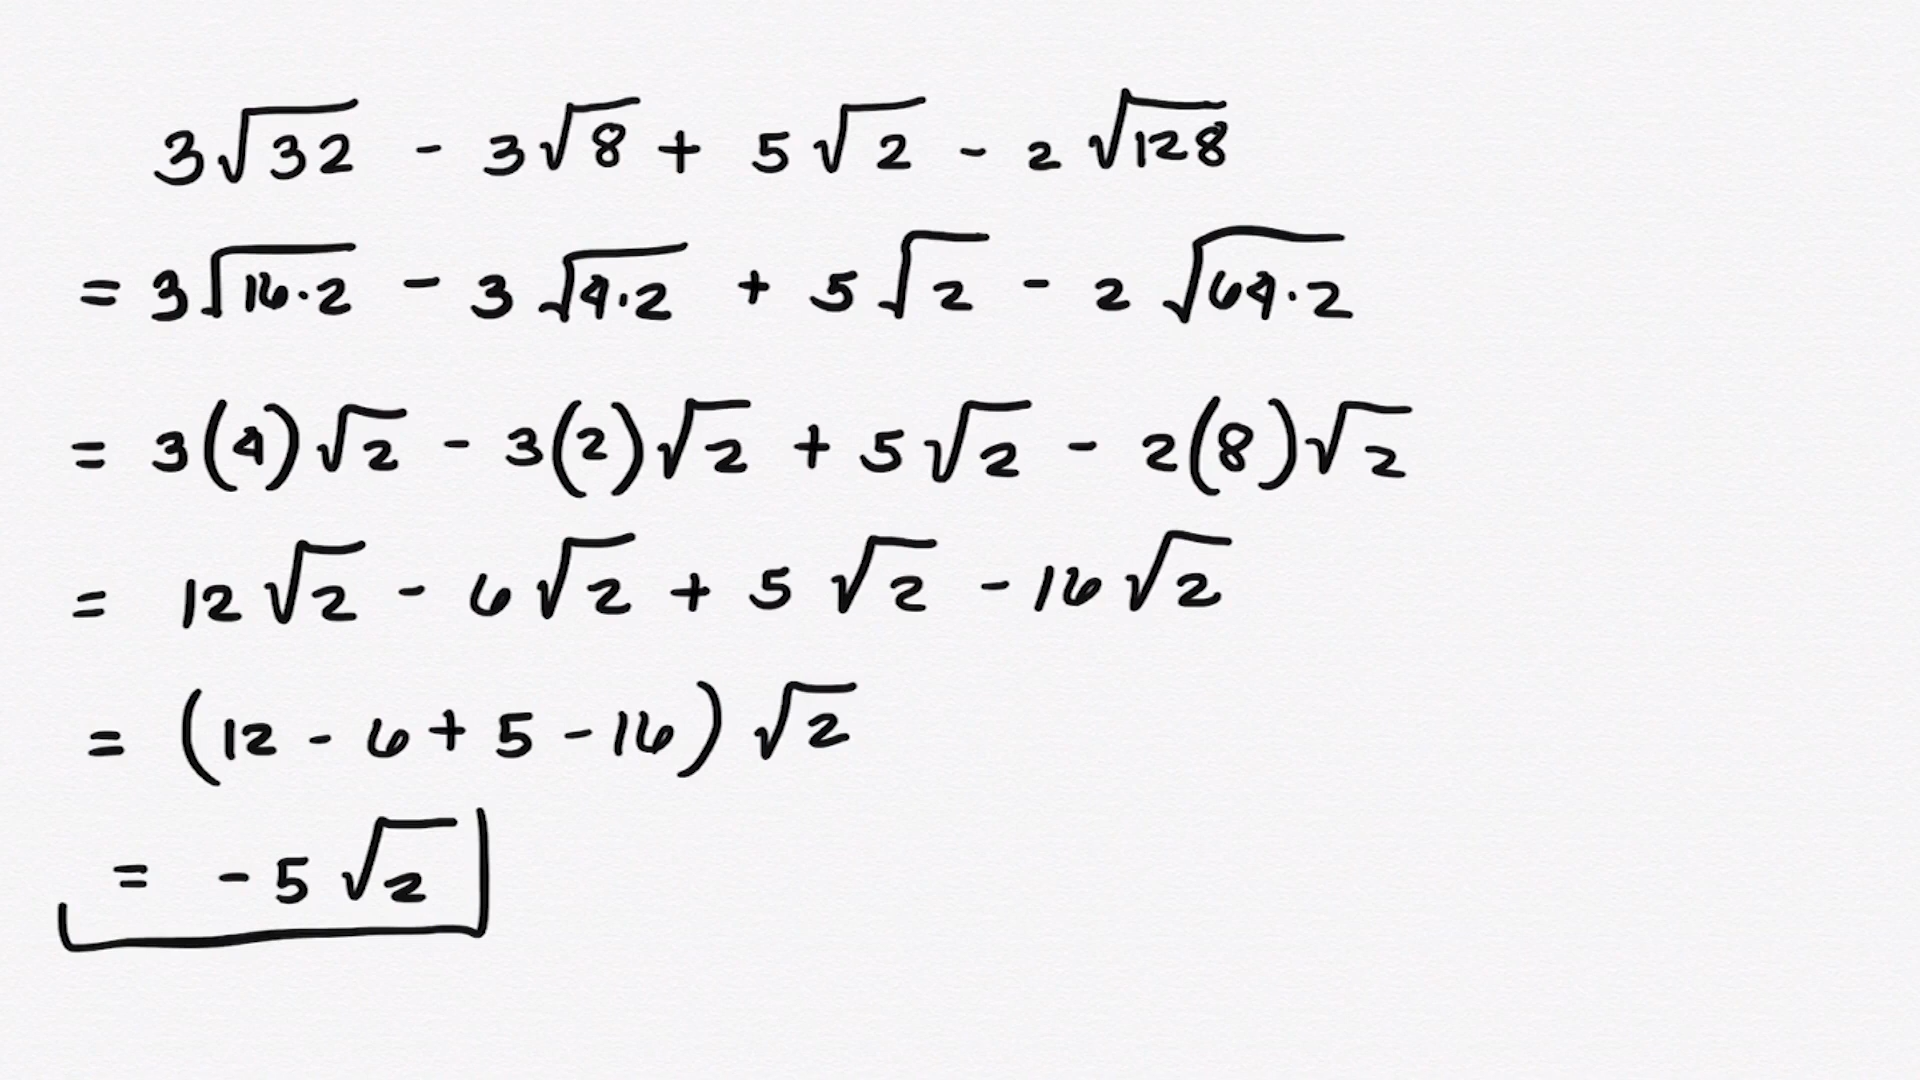 3√32 - 3√8 + 5√2 - 2√128
= 3√16·2 - 3√4·2 + 5√2 - 2√64·2
= 3(4)√2 - 3(2)√2 + 5√2 - 2(8)√2
= 12√2 - 6√2 + 5√2 - 16√2
= (12 - 6 + 5 - 16)√2
= -5√2